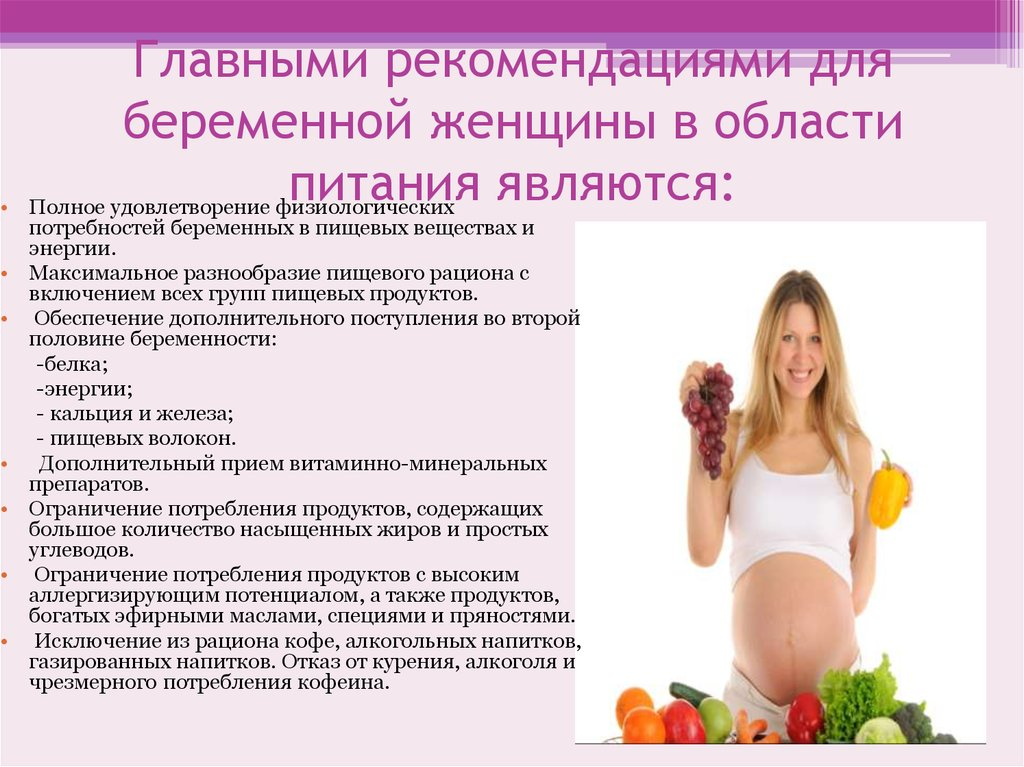 Главными рекомендациями для
беременной женщины в области
питания являются:
• Полное удовлетворение физиологических
потребностей беременных в пищевых веществах и
энергии.
• Максимальное разнообразие пищевого рациона с
включением всех групп пищевых продуктов.
• Обеспечение дополнительного поступления во второй
половине беременности:
-белка;
-энергии;
- кальция и железа;
- пищевых волокон.
• Дополнительный прием витаминно-минеральных
препаратов.
• Ограничение потребления продуктов, содержащих
большое количество насыщенных жиров и простых
углеводов.
• Ограничение потребления продуктов с высоким
аллергизирующим потенциалом, а также продуктов,
богатых эфирными маслами, специями и пряностями.
• Исключение из рациона кофе, алкогольных напитков,
газированных напитков. Отказ от курения, алкоголя и
чрезмерного потребления кофеина.